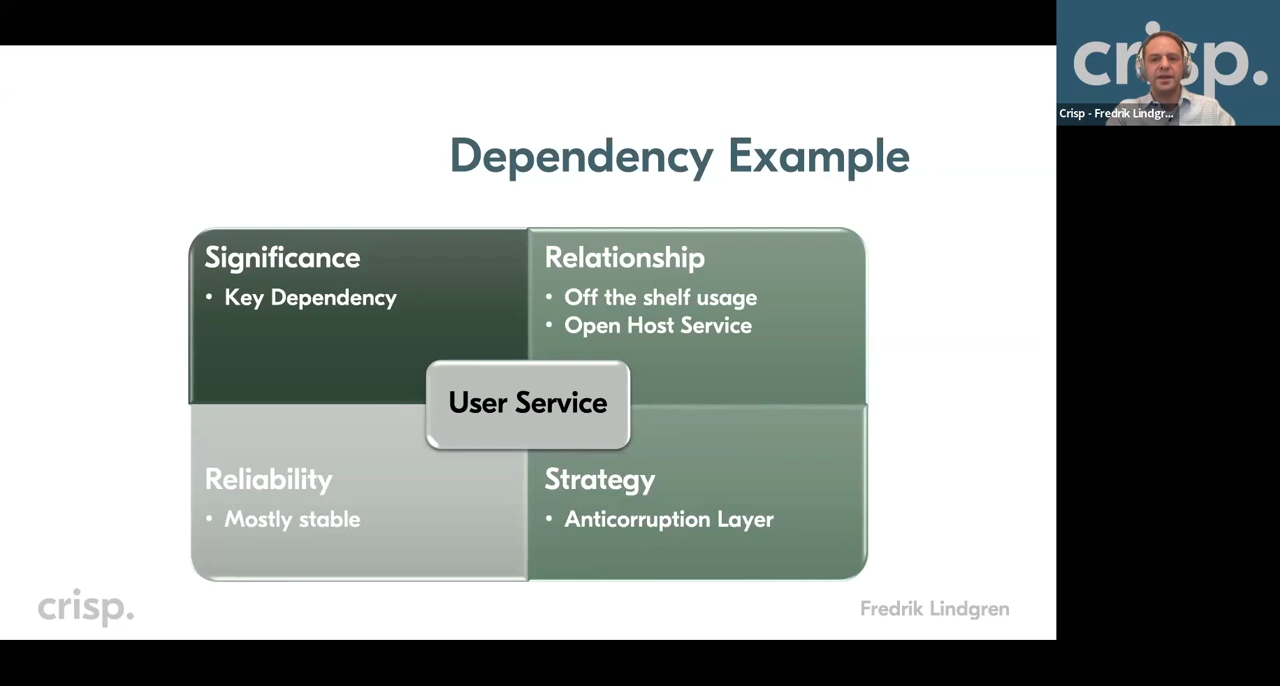 Dependency Example
Significance
• Key Dependency
Relationship
• Off the shelf usage
• Open Host Service
User Service
Reliability
• Mostly stable
Strategy
• Anticorruption Layer
crisp.
Fredrik Lindgren
crisp.
Crisp - Fredrik Lindgr...